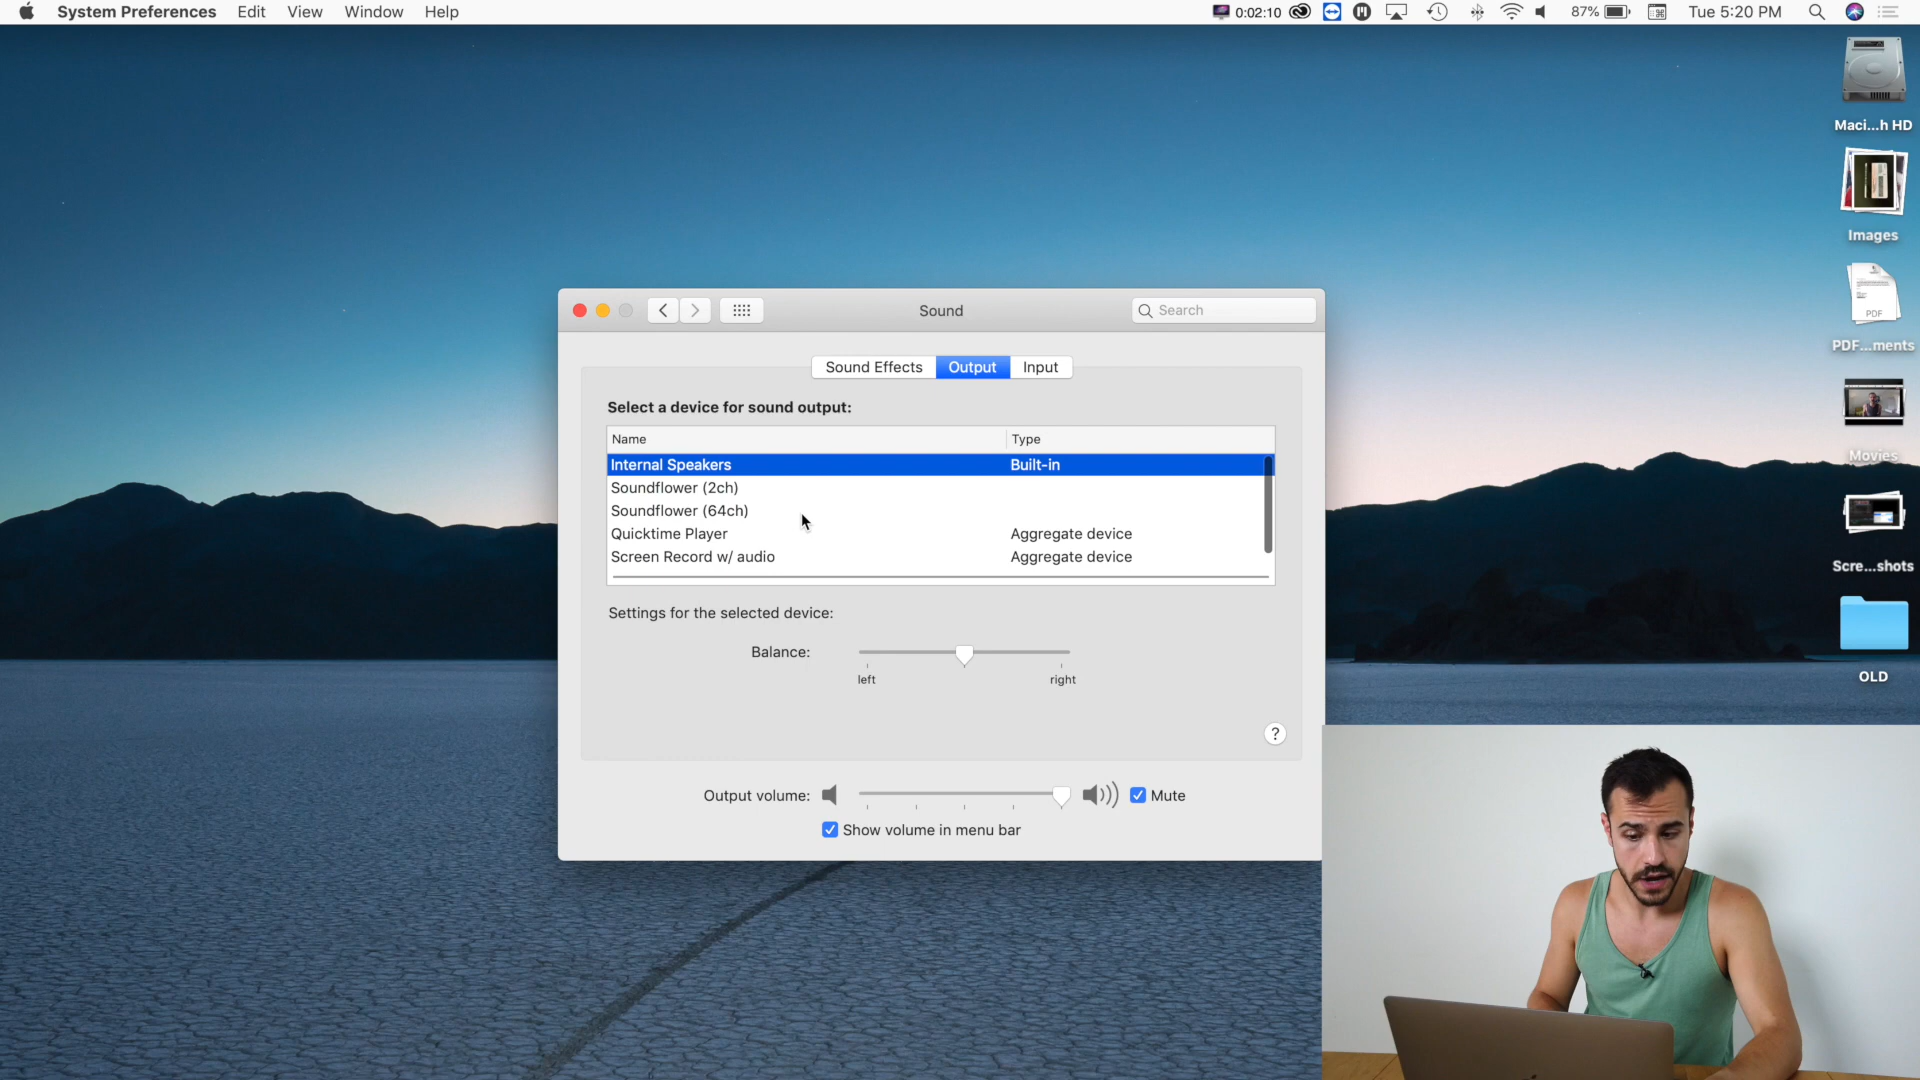 System Preferences Edit View Window Help 0:02:10 87% Tue 5:20 PM
Maci...h HD
Images
PDF
PDF...ments
Movies
Scre...shots
OLD
Sound
Search
Sound Effects Output Input
Select a device for sound output:
Name Type
Internal Speakers Built-in
Soundflower (2ch)
Soundflower (64ch)
Quicktime Player Aggregate device
Screen Record w/ audio Aggregate device
Settings for the selected device:
Balance:
left right
?
Output volume: Mute
Show volume in menu bar